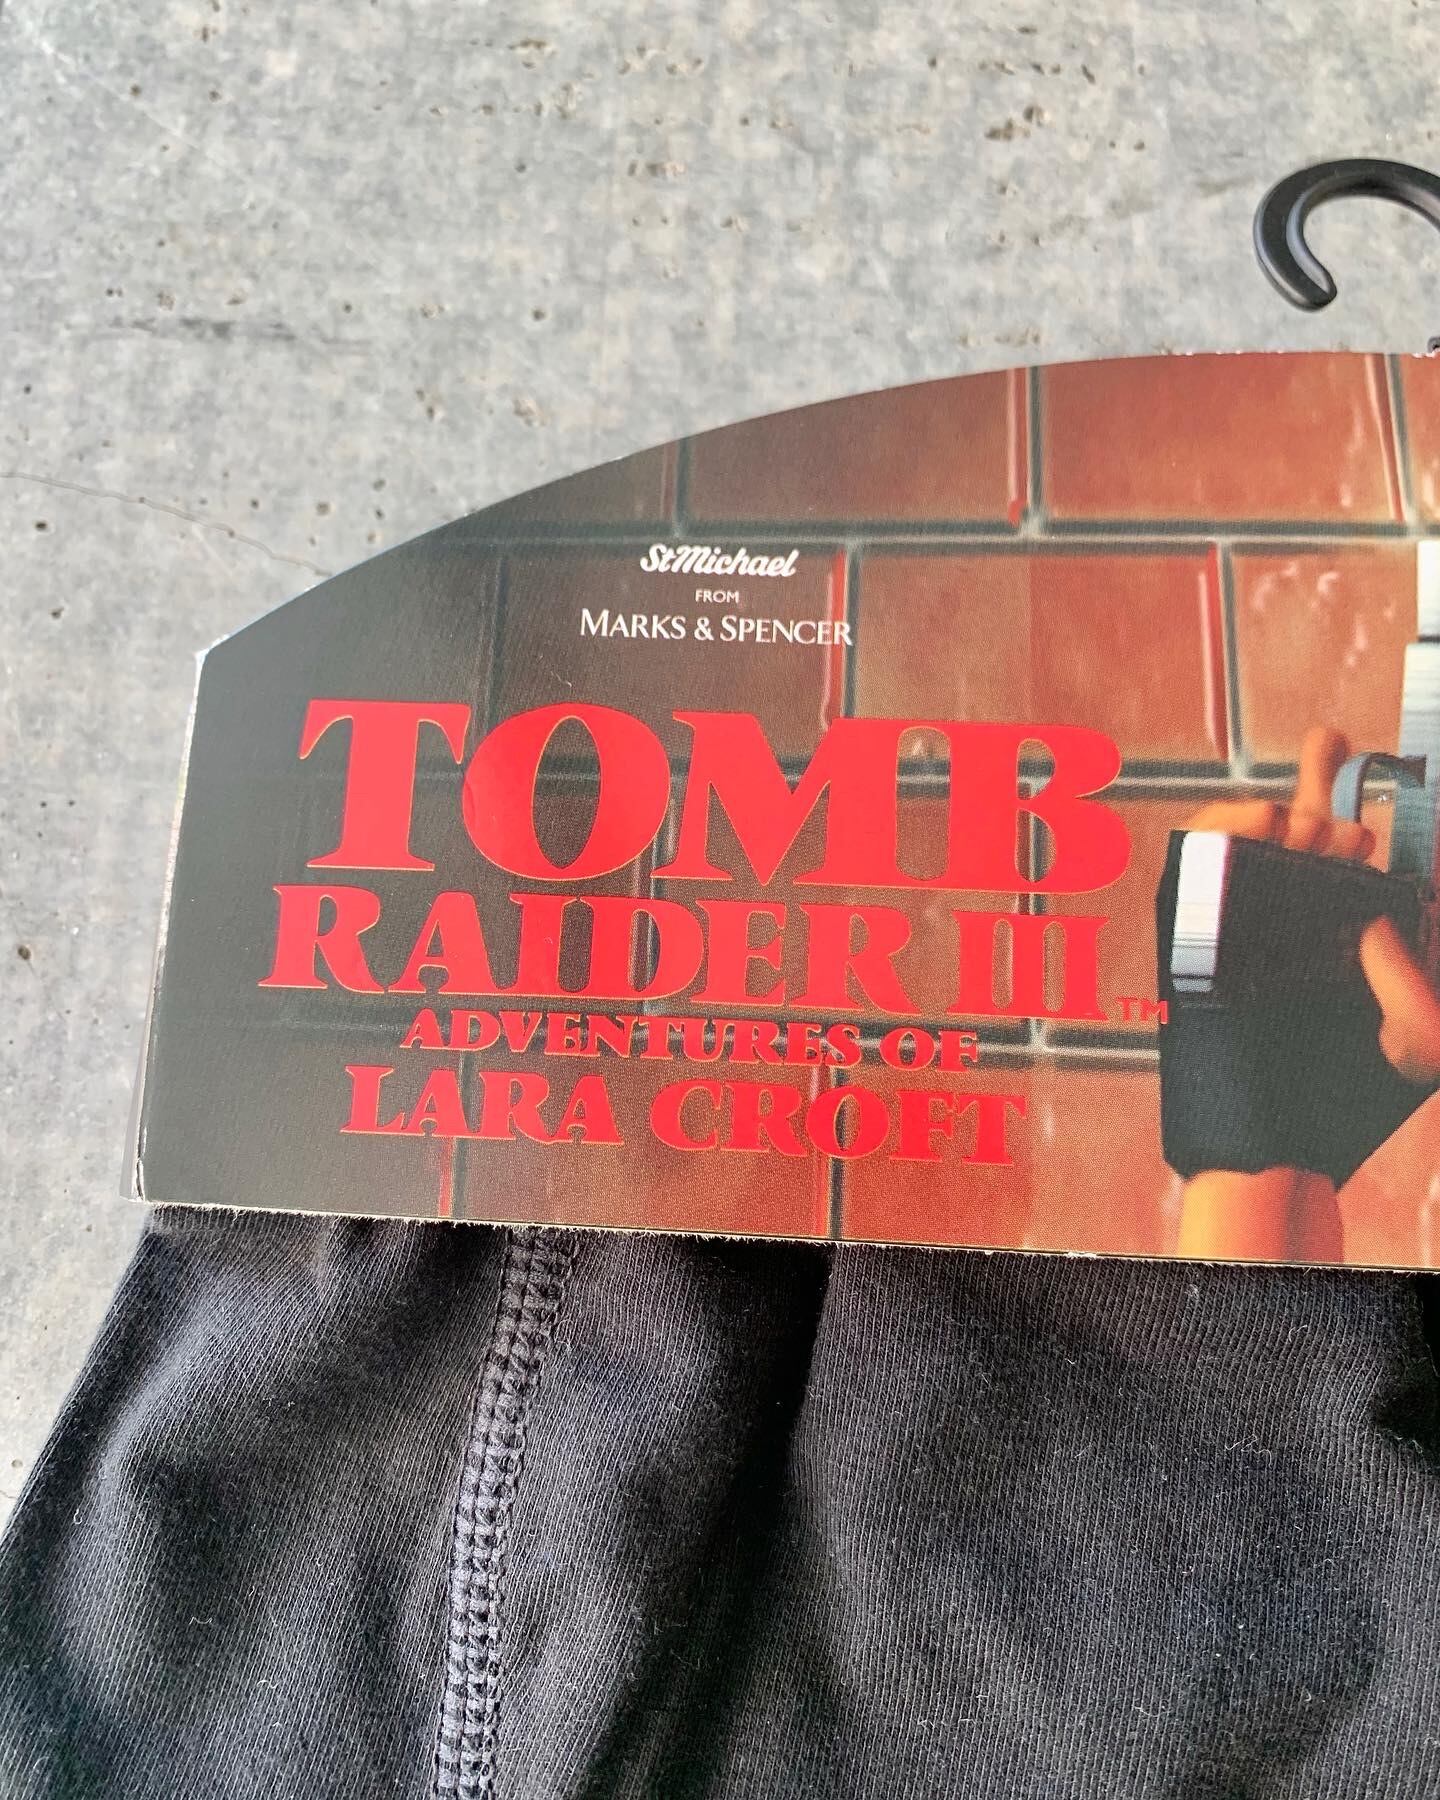 StMichael
FROM
MARKS & SPENCER
TOMB
RAIDER III™
ADVENTURES OF
LARA CROFT